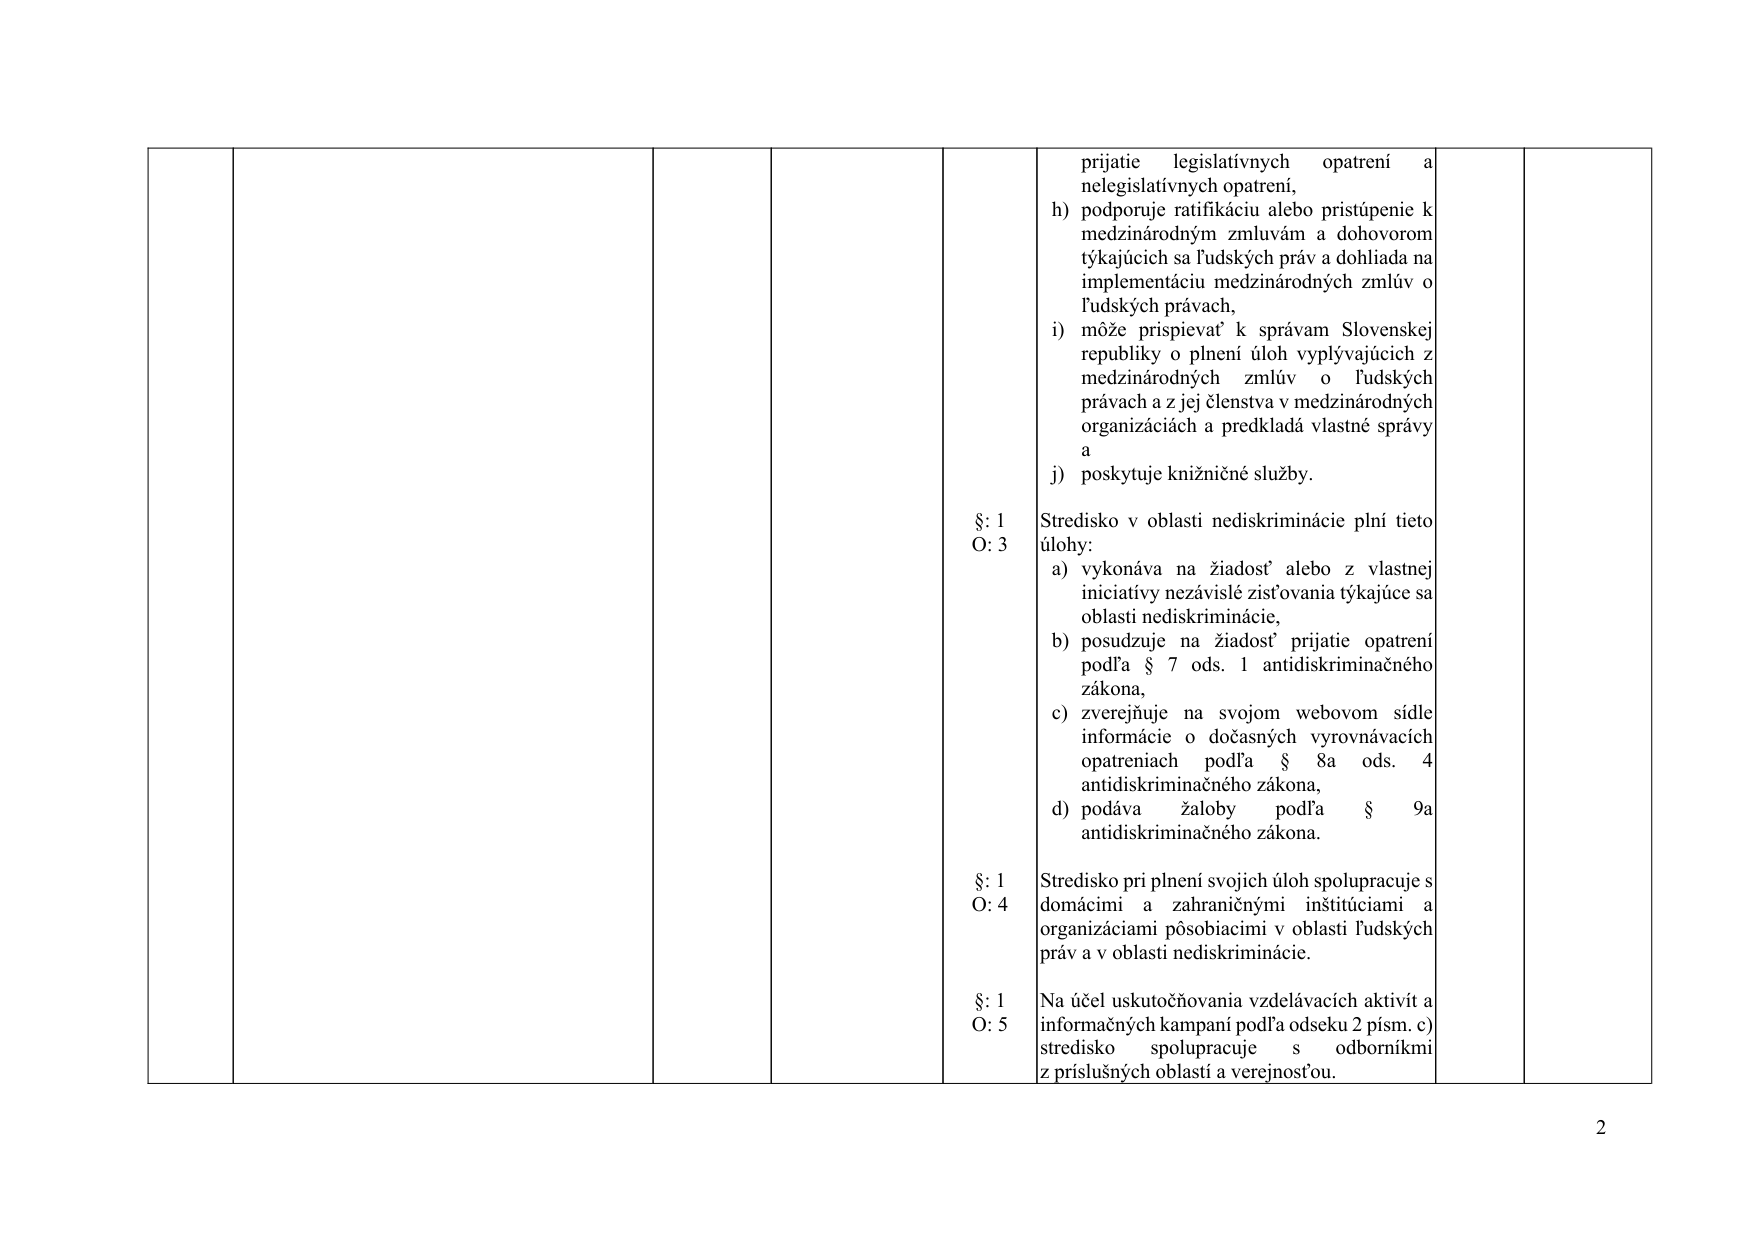 prijatie legislatívnych opatrení a
nelegislatívnych opatrení,
h) podporuje ratifikáciu alebo pristúpenie k
medzinárodným zmluvám a dohovorom
týkajúcich sa ľudských práv a dohliada na
implementáciu medzinárodných zmlúv o
ľudských právach,
i) môže prispievať k správam Slovenskej
republiky o plnení úloh vyplývajúcich z
medzinárodných zmlúv o ľudských
právach a z jej členstva v medzinárodných
organizáciách a predkladá vlastné správy
a
j) poskytuje knižničné služby.
§: 1 Stredisko v oblasti nediskriminácie plní tieto
O: 3 úlohy:
a) vykonáva na žiadosť alebo z vlastnej
iniciatívy nezávislé zisťovania týkajúce sa
oblasti nediskriminácie,
b) posudzuje na žiadosť prijatie opatrení
podľa § 7 ods. 1 antidiskriminačného
zákona,
c) zverejňuje na svojom webovom sídle
informácie o dočasných vyrovnávacích
opatreniach podľa § 8a ods. 4
antidiskriminačného zákona,
d) podáva žaloby podľa § 9a
antidiskriminačného zákona.
§: 1 Stredisko pri plnení svojich úloh spolupracuje s
O: 4 domácimi a zahraničnými inštitúciami a
organizáciami pôsobiacimi v oblasti ľudských
práv a v oblasti nediskriminácie.
§: 1 Na účel uskutočňovania vzdelávacích aktivít a
O: 5 informačných kampaní podľa odseku 2 písm. c)
stredisko spolupracuje s odborníkmi
z príslušných oblastí a verejnosťou.
2